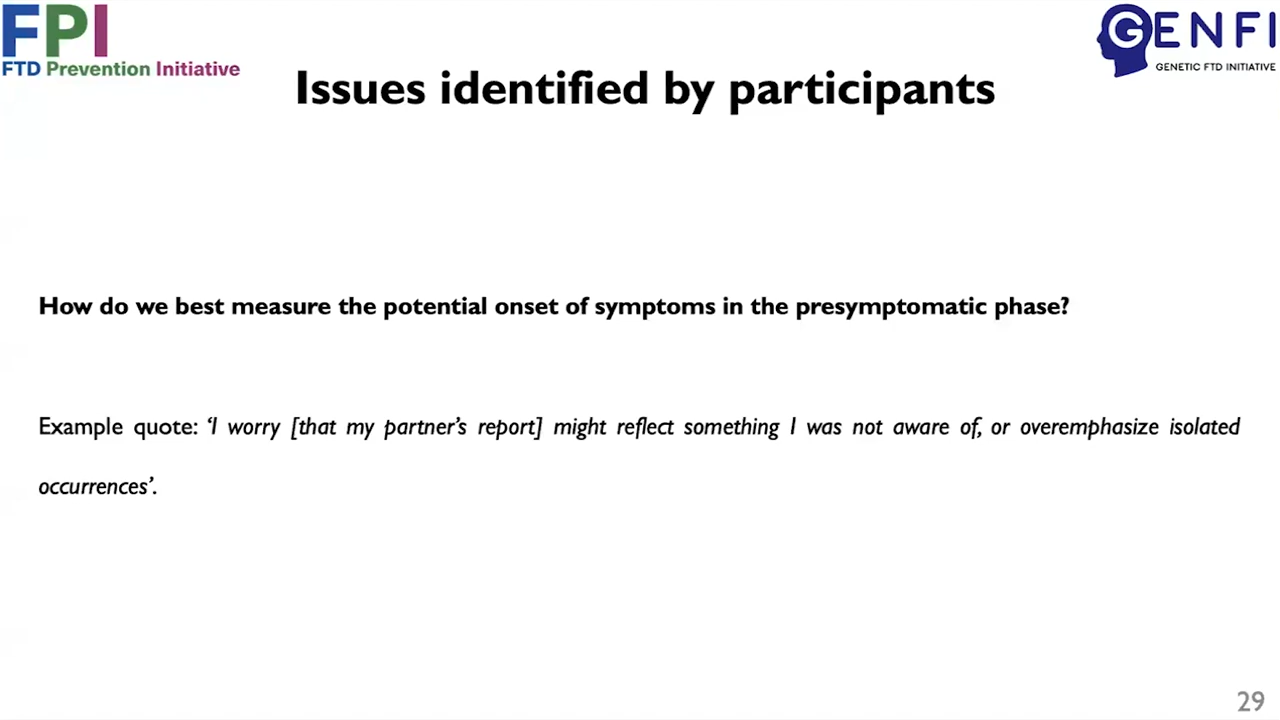 FPI
FTD Prevention Initiative
GENFI
GENETIC FTD INITIATIVE
Issues identified by participants
How do we best measure the potential onset of symptoms in the presymptomatic phase?
Example quote: ‘I worry [that my partner’s report] might reflect something I was not aware of, or overemphasize isolated
occurrences’.
29